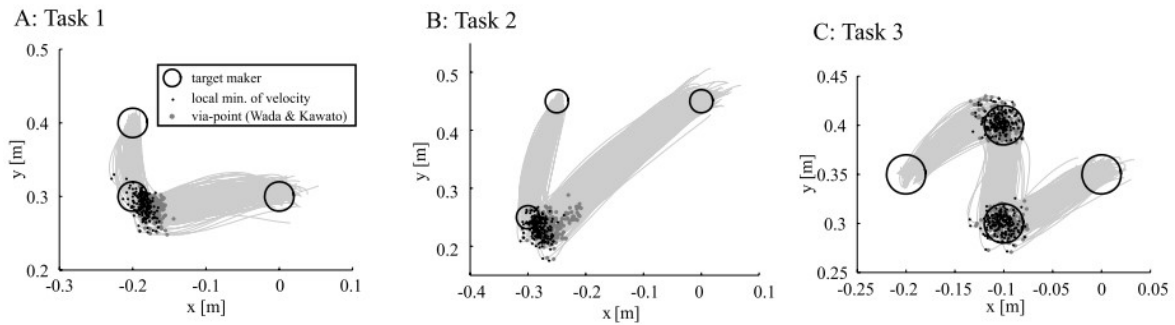 A: Task 1
y [m]
0.5
0.4
0.3
0.2
-0.3
-0.2
-0.1
0
0.1
x [m]
target maker
local min. of velocity
via-point (Wada & Kawato)
B: Task 2
y [m]
0.5
0.4
0.3
0.2
-0.4
-0.3
-0.2
-0.1
0
0.1
x [m]
C: Task 3
y [m]
0.45
0.4
0.35
0.3
0.25
-0.25
-0.2
-0.15
-0.1
-0.05
0
0.05
x [m]